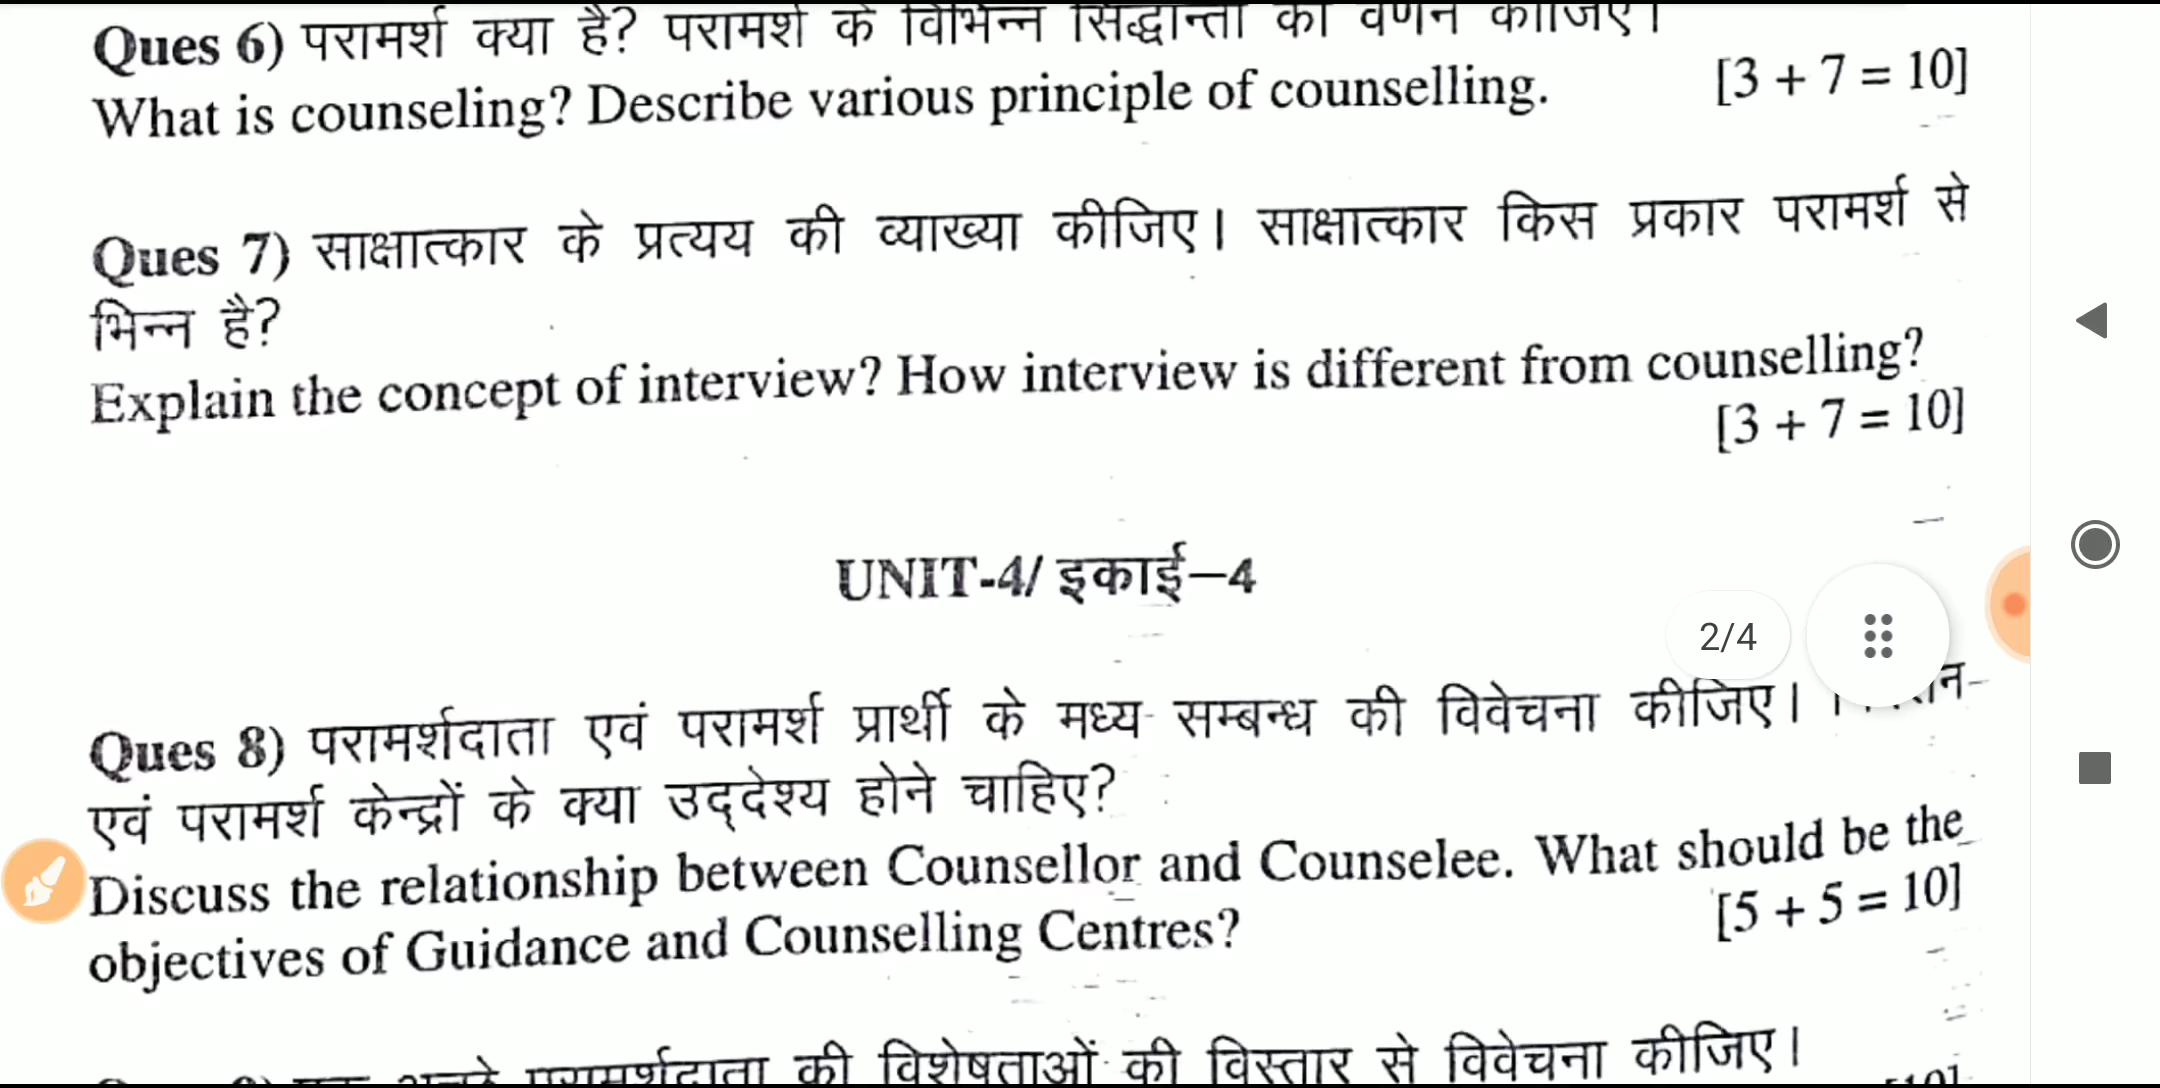 Ques 6) परामर्श क्या है? परामर्श के विभिन्न सिद्धान्तों का वर्णन कीजिए।
What is counseling? Describe various principle of counselling.
[3 + 7 = 10]
Ques 7) साक्षात्कार के प्रत्यय की व्याख्या कीजिए। साक्षात्कार किस प्रकार परामर्श से
भिन्न है?
Explain the concept of interview? How interview is different from counselling?
[3 + 7 = 10]
UNIT-4/ इकाई–4
2/4
Ques 8) परामर्शदाता एवं परामर्श प्रार्थी के मध्य सम्बन्ध की विवेचना कीजिए।
एवं परामर्श केन्द्रों के क्या उद्देश्य होने चाहिए?
Discuss the relationship between Counsellor and Counselee. What should be the
objectives of Guidance and Counselling Centres?
[5 + 5 = 10]
परामर्शदाता की विशेषताओं की विस्तार से विवेचना कीजिए।